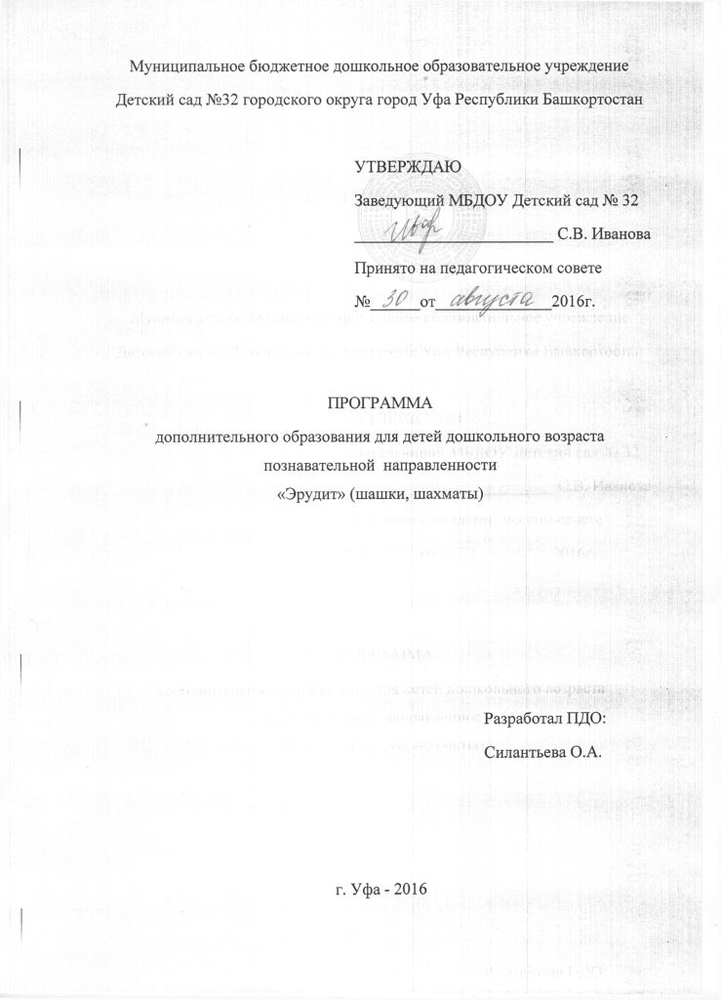 Муниципальное бюджетное дошкольное образовательное учреждение
Детский сад №32 городского округа город Уфа Республики Башкортостан
УТВЕРЖДАЮ
Заведующий МБДОУ Детский сад № 32
С.В. Иванова
Принято на педагогическом совете
№ 30 от августа 2016г.
ПРОГРАММА
дополнительного образования для детей дошкольного возраста
познавательной направленности
«Эрудит» (шашки, шахматы)
Разработал ПДО:
Силантьева О.А.
г. Уфа - 2016